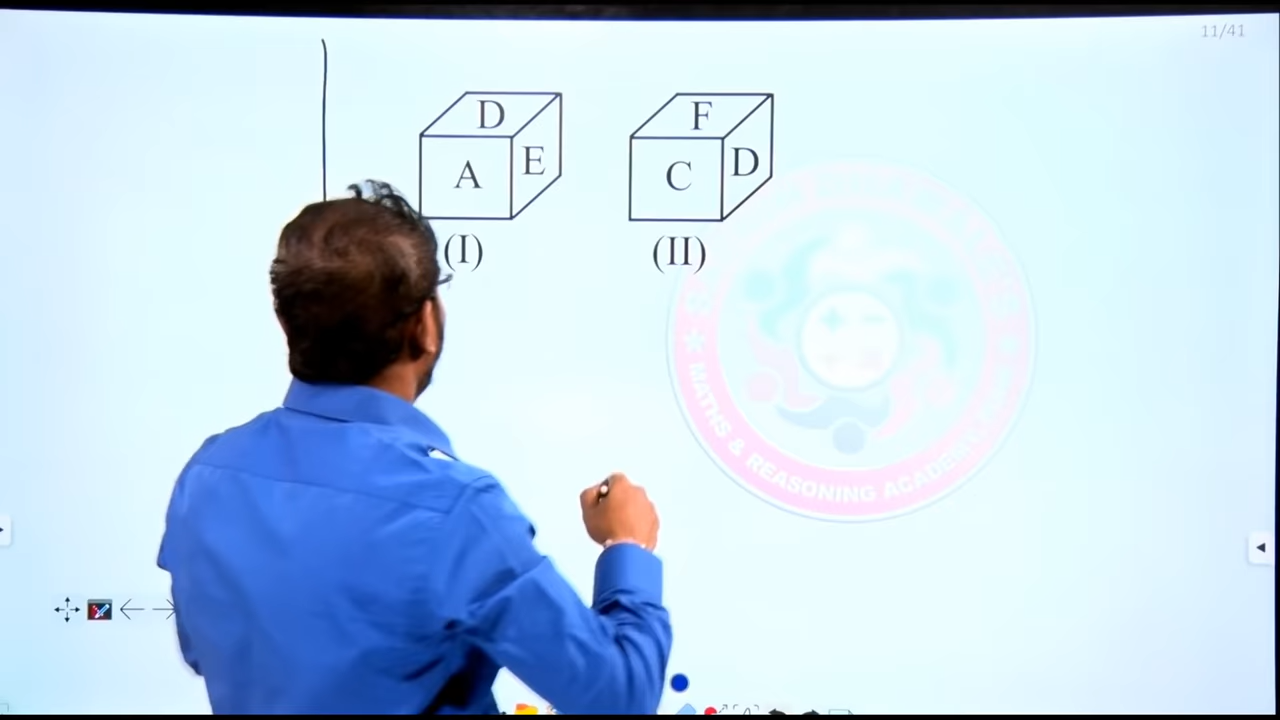 11/41
D
A E
(I)
F
C D
(II)
MATHS & REASONING ACADEMY